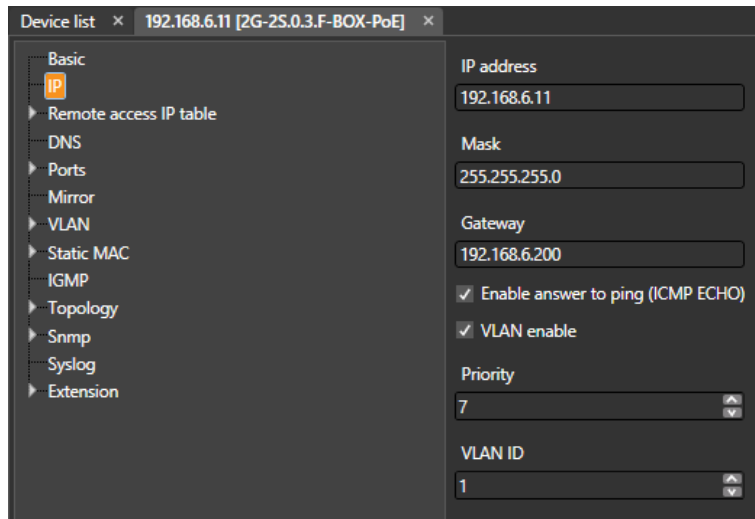 Device list × 192.168.6.11 [2G-2S.0.3.F-BOX-PoE] ×
Basic
IP
Remote access IP table
DNS
Ports
Mirror
VLAN
Static MAC
IGMP
Topology
Snmp
Syslog
Extension
IP address
192.168.6.11
Mask
255.255.255.0
Gateway
192.168.6.200
Enable answer to ping (ICMP ECHO)
VLAN enable
Priority
7
VLAN ID
1